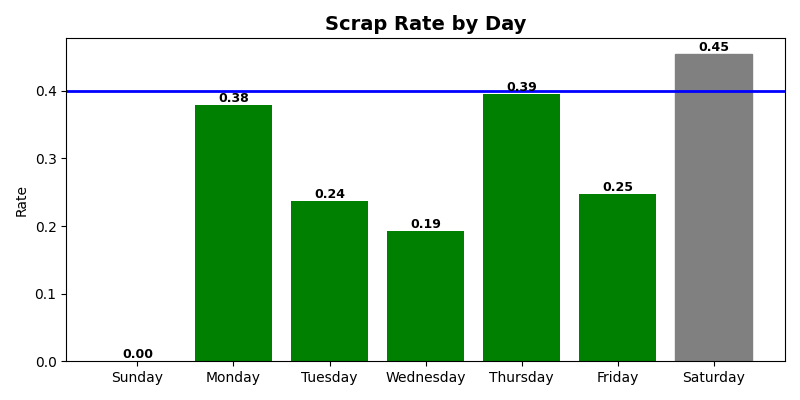 Scrap Rate by Day
Rate
0.4
0.3
0.2
0.1
0.0
0.00
0.38
0.24
0.19
0.39
0.25
0.45
Sunday
Monday
Tuesday
Wednesday
Thursday
Friday
Saturday